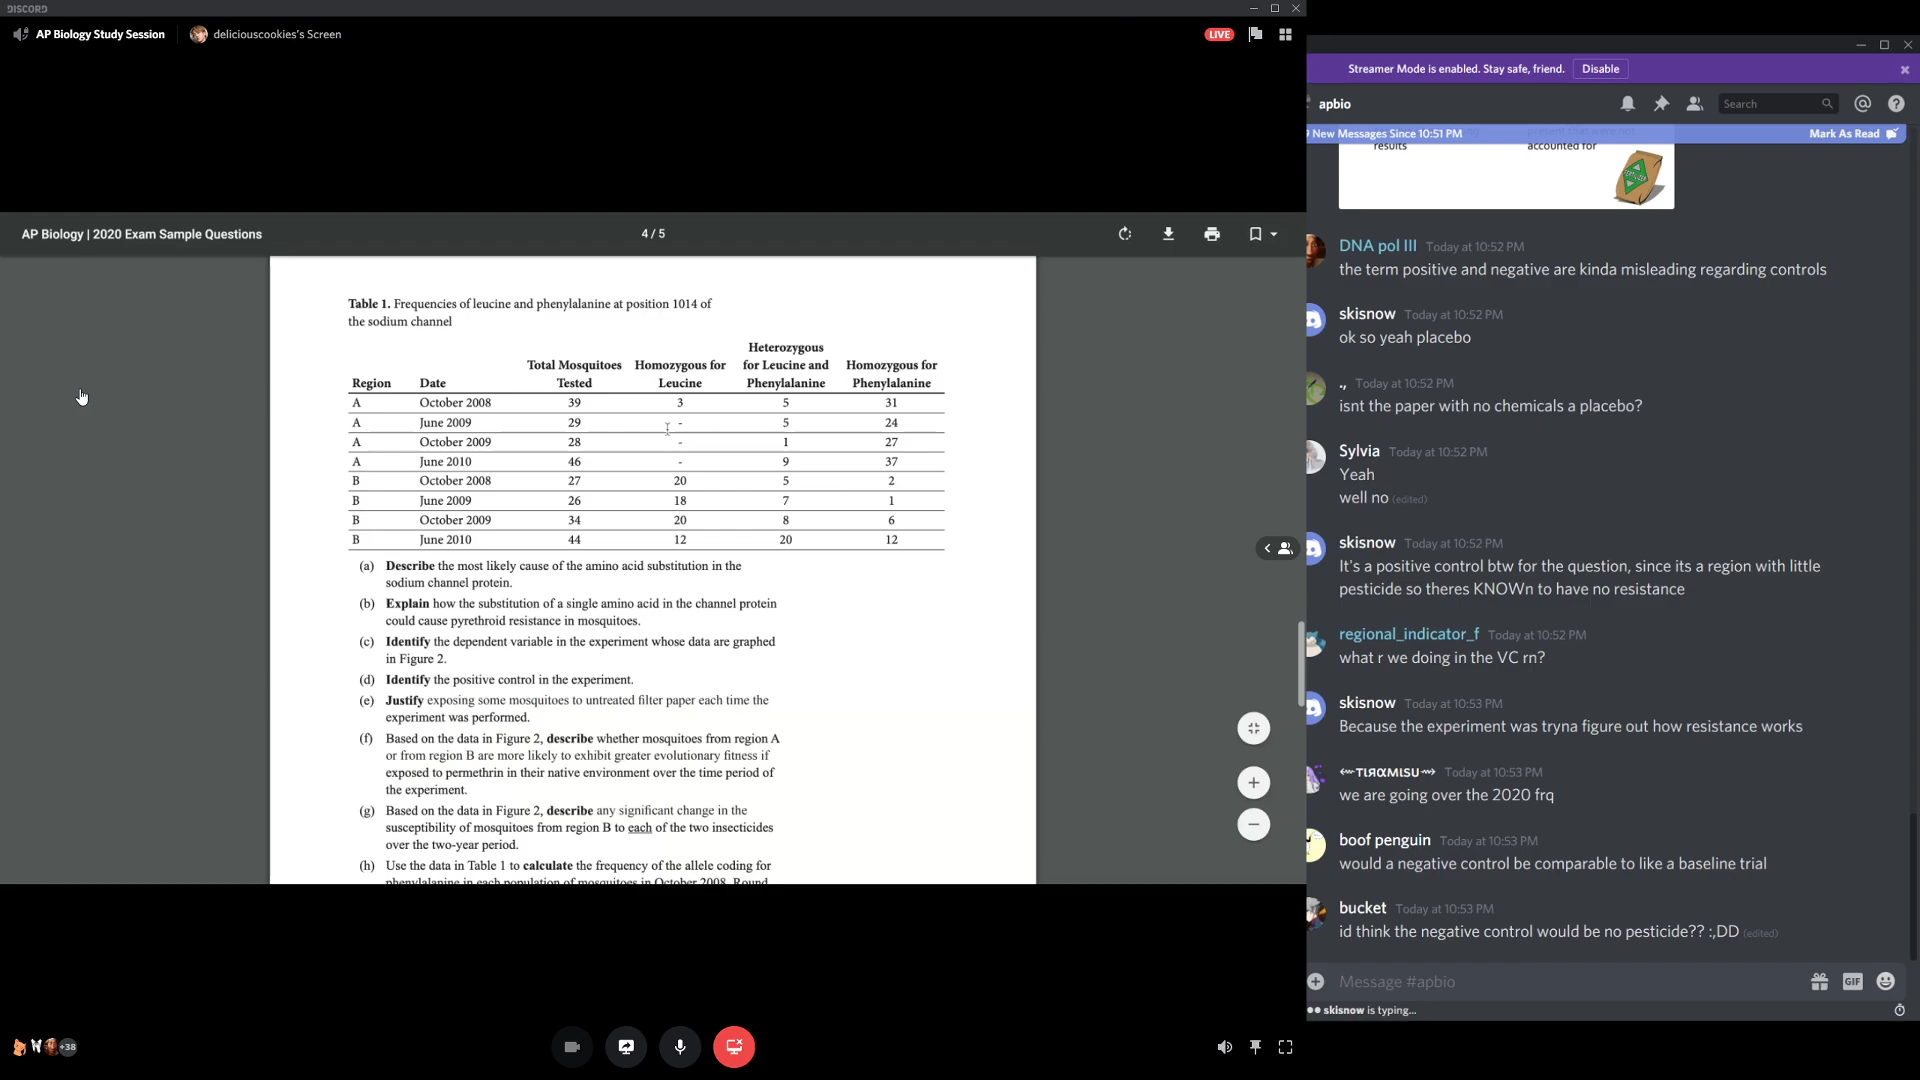 DISCORD
AP Biology Study Session
deliciouscookies's Screen
LIVE
AP Biology | 2020 Exam Sample Questions
4 / 5
Table 1. Frequencies of leucine and phenylalanine at position 1014 of
the sodium channel
Region Date Total Mosquitoes Tested Homozygous for Leucine Heterozygous for Leucine and Phenylalanine Homozygous for Phenylalanine
A October 2008 39 3 5 31
A June 2009 29 - 5 24
A October 2009 28 - 1 27
A June 2010 46 - 9 37
B October 2008 27 20 5 2
B June 2009 26 18 7 1
B October 2009 34 20 8 6
B June 2010 44 12 20 12
(a) Describe the most likely cause of the amino acid substitution in the
sodium channel protein.
(b) Explain how the substitution of a single amino acid in the channel protein
could cause pyrethroid resistance in mosquitoes.
(c) Identify the dependent variable in the experiment whose data are graphed
in Figure 2.
(d) Identify the positive control in the experiment.
(e) Justify exposing some mosquitoes to untreated filter paper each time the
experiment was performed.
(f) Based on the data in Figure 2, describe whether mosquitoes from region A
or from region B are more likely to exhibit greater evolutionary fitness if
exposed to permethrin in their native environment over the time period of
the experiment.
(g) Based on the data in Figure 2, describe any significant change in the
susceptibility of mosquitoes from region B to each of the two insecticides
over the two-year period.
(h) Use the data in Table 1 to calculate the frequency of the allele coding for
phenylalanine in each population of mosquitoes in October 2008. Round
+38
Streamer Mode is enabled. Stay safe, friend. Disable
apbio
Search
New Messages Since 10:51 PM Mark As Read
results accounted for
FERTILIZER
DNA pol III Today at 10:52 PM
the term positive and negative are kinda misleading regarding controls
skisnow Today at 10:52 PM
ok so yeah placebo
., Today at 10:52 PM
isnt the paper with no chemicals a placebo?
Sylvia Today at 10:52 PM
Yeah
well no (edited)
skisnow Today at 10:52 PM
It's a positive control btw for the question, since its a region with little
pesticide so theres KNOWn to have no resistance
regional_indicator_f Today at 10:52 PM
what r we doing in the VC rn?
skisnow Today at 10:53 PM
Because the experiment was tryna figure out how resistance works
⬳TIRαMISU⟿ Today at 10:53 PM
we are going over the 2020 frq
boof penguin Today at 10:53 PM
would a negative control be comparable to like a baseline trial
bucket Today at 10:53 PM
id think the negative control would be no pesticide?? :,DD (edited)
Message #apbio
GIF
skisnow is typing...